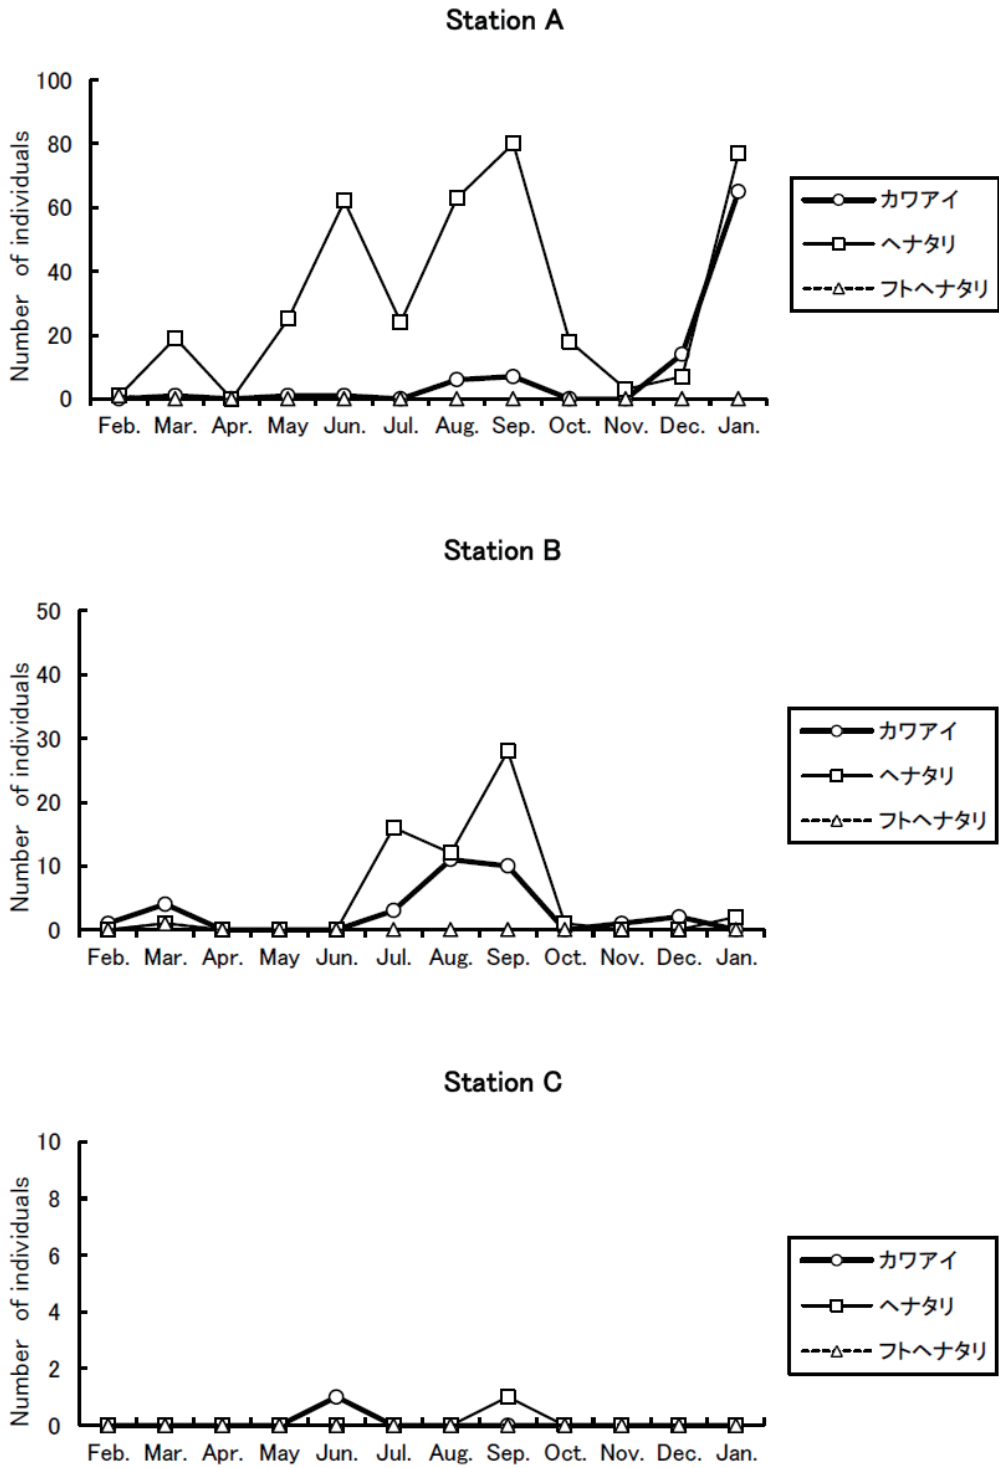 Station A
Number of individuals
100
80
60
40
20
0
Feb. Mar. Apr. May Jun. Jul. Aug. Sep. Oct. Nov. Dec. Jan.
カワアイ
ヘナタリ
フトヘナタリ
Station B
Number of individuals
50
40
30
20
10
0
Feb. Mar. Apr. May Jun. Jul. Aug. Sep. Oct. Nov. Dec. Jan.
カワアイ
ヘナタリ
フトヘナタリ
Station C
Number of individuals
10
8
6
4
2
0
Feb. Mar. Apr. May Jun. Jul. Aug. Sep. Oct. Nov. Dec. Jan.
カワアイ
ヘナタリ
フトヘナタリ